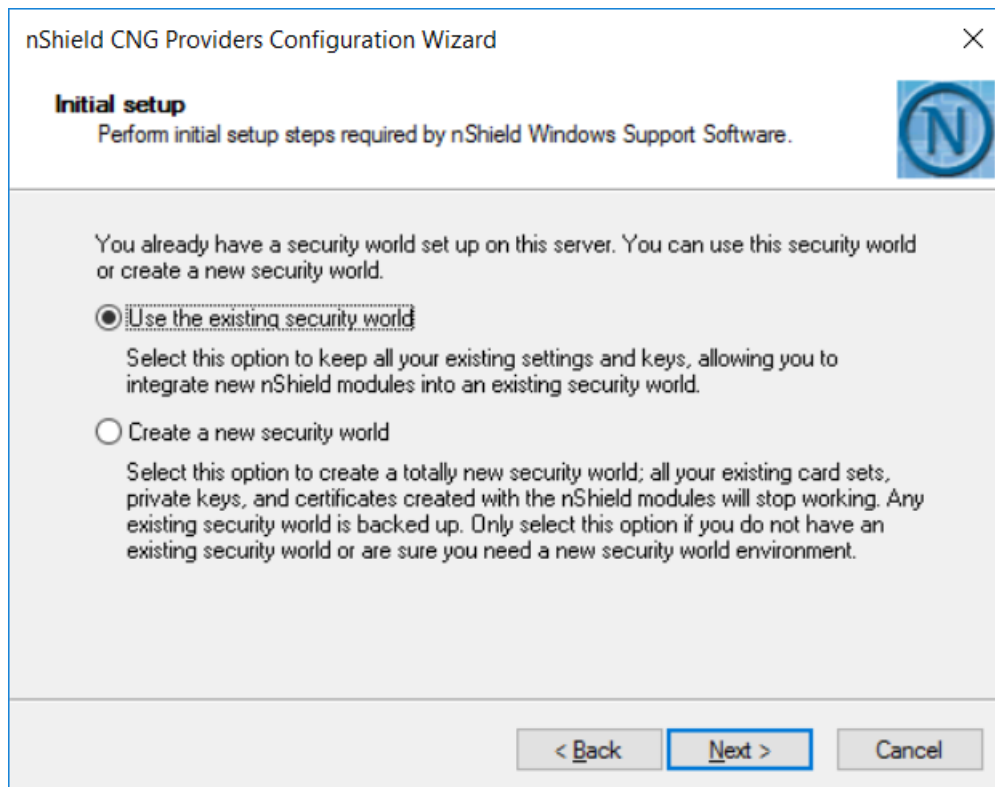 nShield CNG Providers Configuration Wizard
Initial setup
Perform initial setup steps required by nShield Windows Support Software.
N
You already have a security world set up on this server. You can use this security world
or create a new security world.
Use the existing security world
Select this option to keep all your existing settings and keys, allowing you to
integrate new nShield modules into an existing security world.
Create a new security world
Select this option to create a totally new security world; all your existing card sets,
private keys, and certificates created with the nShield modules will stop working. Any
existing security world is backed up. Only select this option if you do not have an
existing security world or are sure you need a new security world environment.
< Back
Next >
Cancel